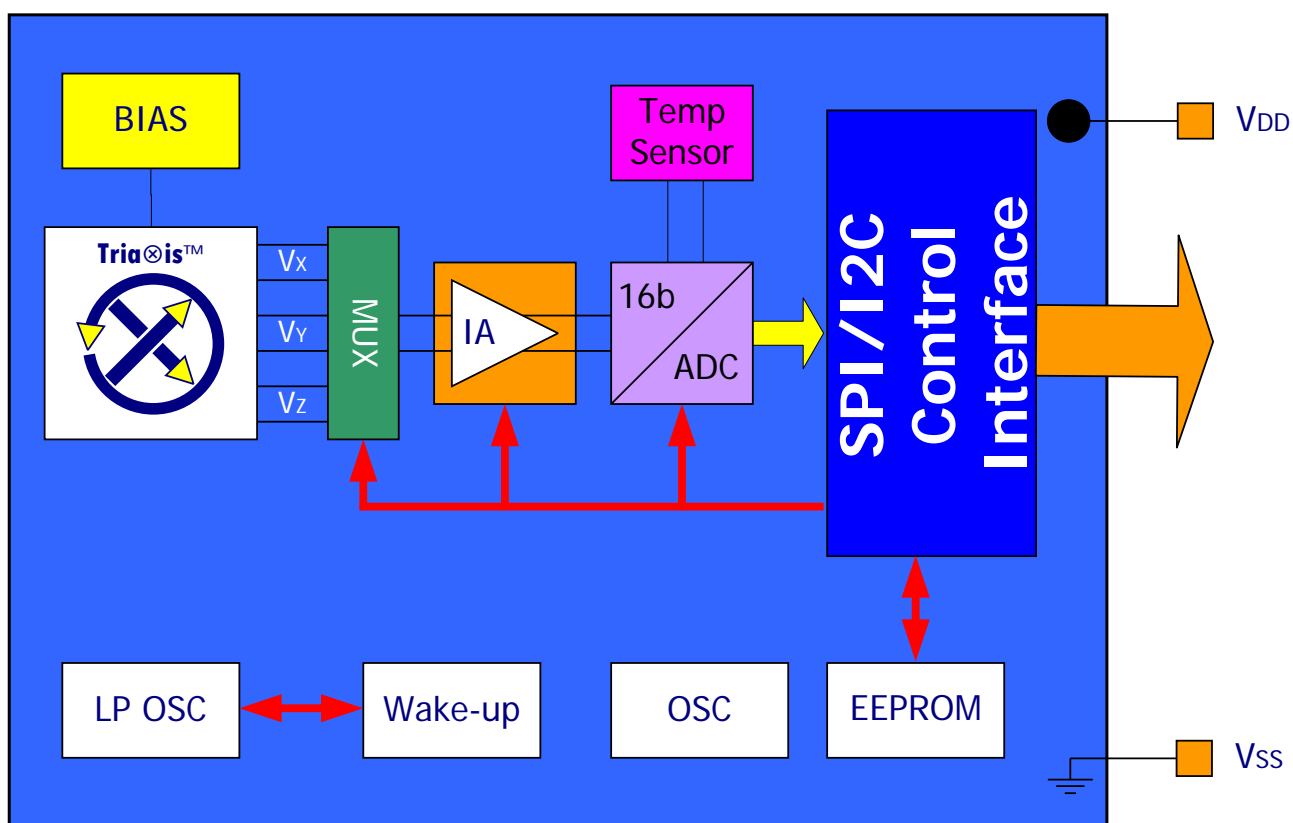 BIAS
Temp
Sensor
VDD
Tria⊗is™
VX
VY
VZ
MUX
IA
16b
ADC
SPI/I2C
Control
Interface
LP OSC
Wake-up
OSC
EEPROM
VSS